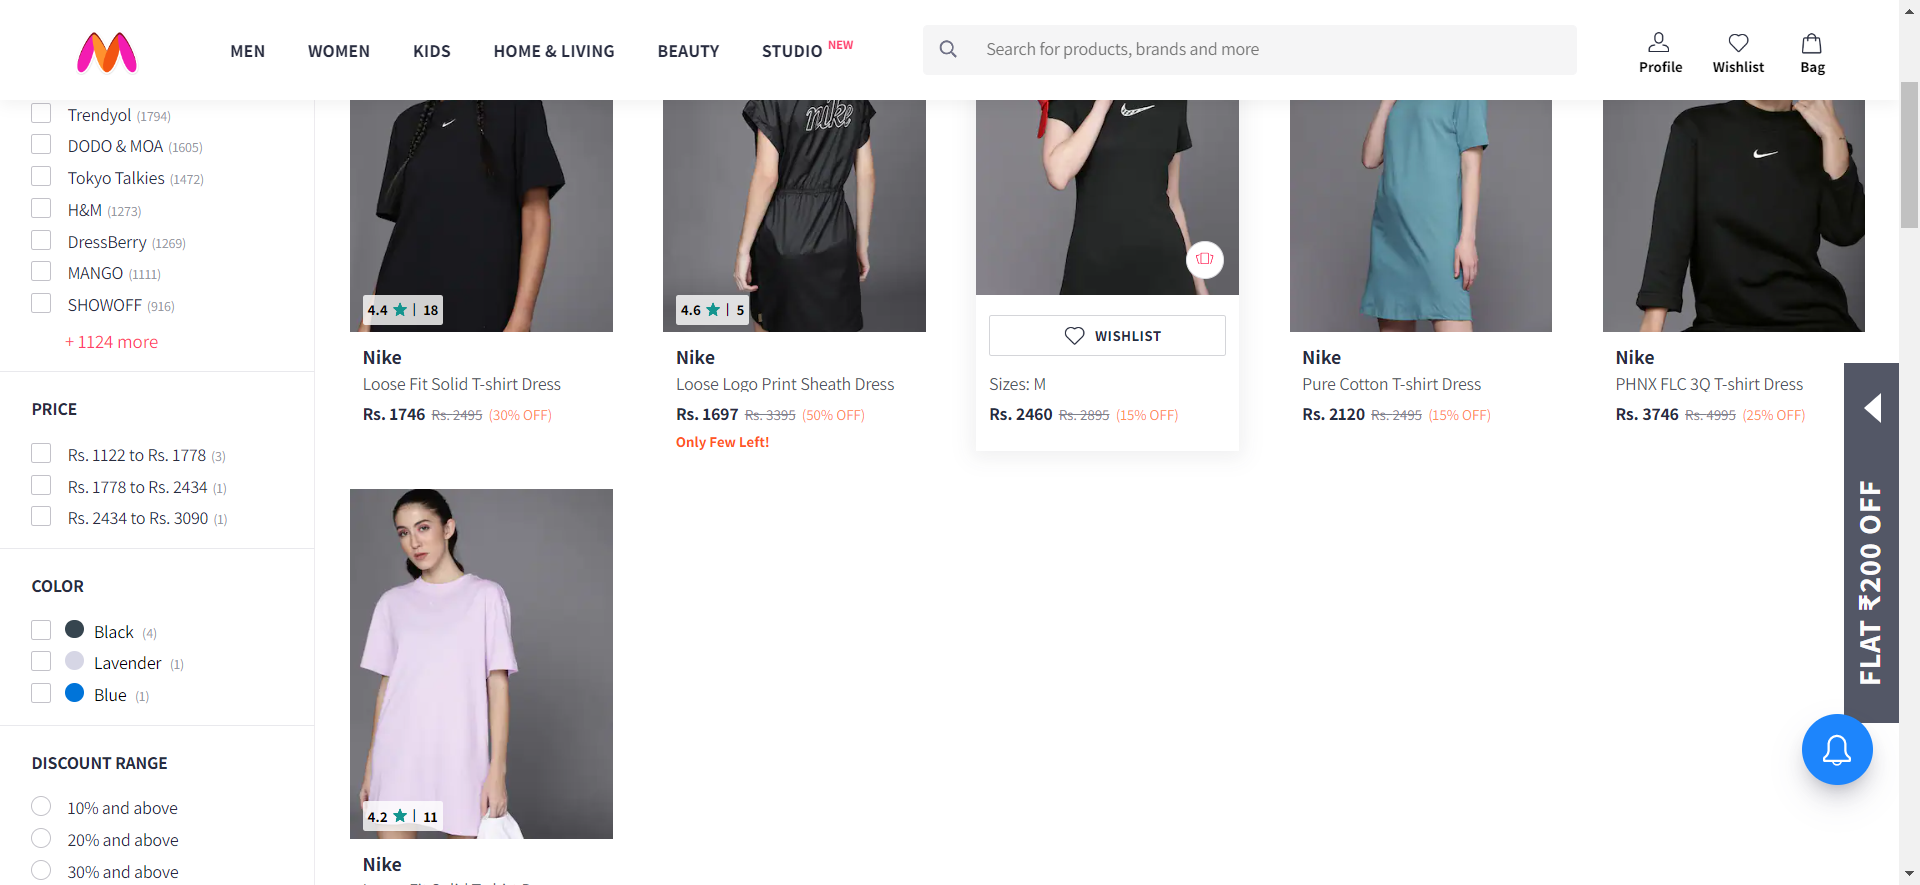 MEN WOMEN KIDS HOME & LIVING BEAUTY STUDIO NEW
Search for products, brands and more
Profile Wishlist Bag
Trendyol (1794)
DODO & MOA (1605)
Tokyo Talkies (1472)
H&M (1273)
DressBerry (1269)
MANGO (1111)
SHOWOFF (916)
+ 1124 more
PRICE
Rs. 1122 to Rs. 1778 (3)
Rs. 1778 to Rs. 2434 (1)
Rs. 2434 to Rs. 3090 (1)
COLOR
Black (4)
Lavender (1)
Blue (1)
DISCOUNT RANGE
10% and above
20% and above
30% and above
4.4 | 18
Nike
Loose Fit Solid T-shirt Dress
Rs. 1746 Rs. 2495 (30% OFF)
nike
4.6 | 5
Nike
Loose Logo Print Sheath Dress
Rs. 1697 Rs. 3395 (50% OFF)
Only Few Left!
WISHLIST
Sizes: M
Rs. 2460 Rs. 2895 (15% OFF)
Nike
Pure Cotton T-shirt Dress
Rs. 2120 Rs. 2495 (15% OFF)
Nike
PHNX FLC 3Q T-shirt Dress
Rs. 3746 Rs. 4995 (25% OFF)
4.2 | 11
Nike
FLAT ₹200 OFF